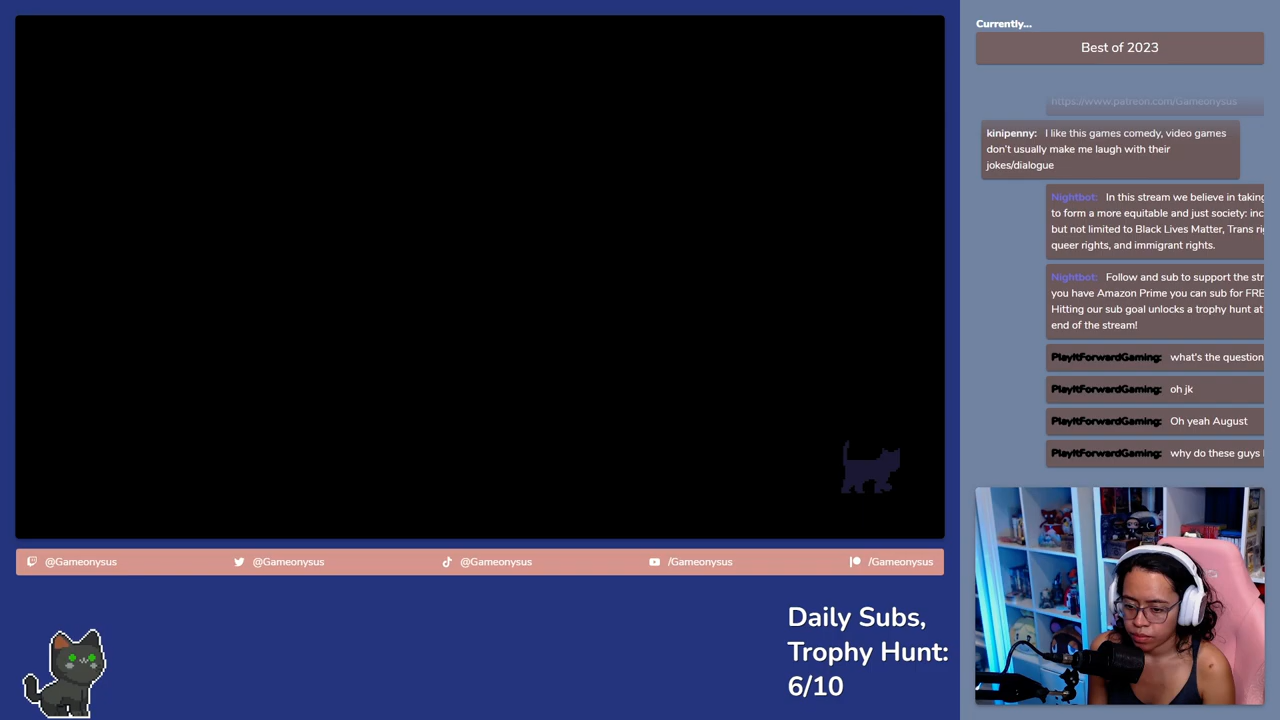 Currently...
Best of 2023
https://www.patreon.com/Gameonysus
kinipenny: I like this games comedy, video games
don't usually make me laugh with their
jokes/dialogue
Nightbot: In this stream we believe in taking
to form a more equitable and just society: inc
but not limited to Black Lives Matter, Trans ri
queer rights, and immigrant rights.
Nightbot: Follow and sub to support the str
you have Amazon Prime you can sub for FRE
Hitting our sub goal unlocks a trophy hunt at
end of the stream!
PlayItForwardGaming: what's the question
PlayItForwardGaming: oh jk
PlayItForwardGaming: Oh yeah August
PlayItForwardGaming: why do these guys
@Gameonysus
@Gameonysus
@Gameonysus
/Gameonysus
/Gameonysus
Daily Subs,
Trophy Hunt:
6/10